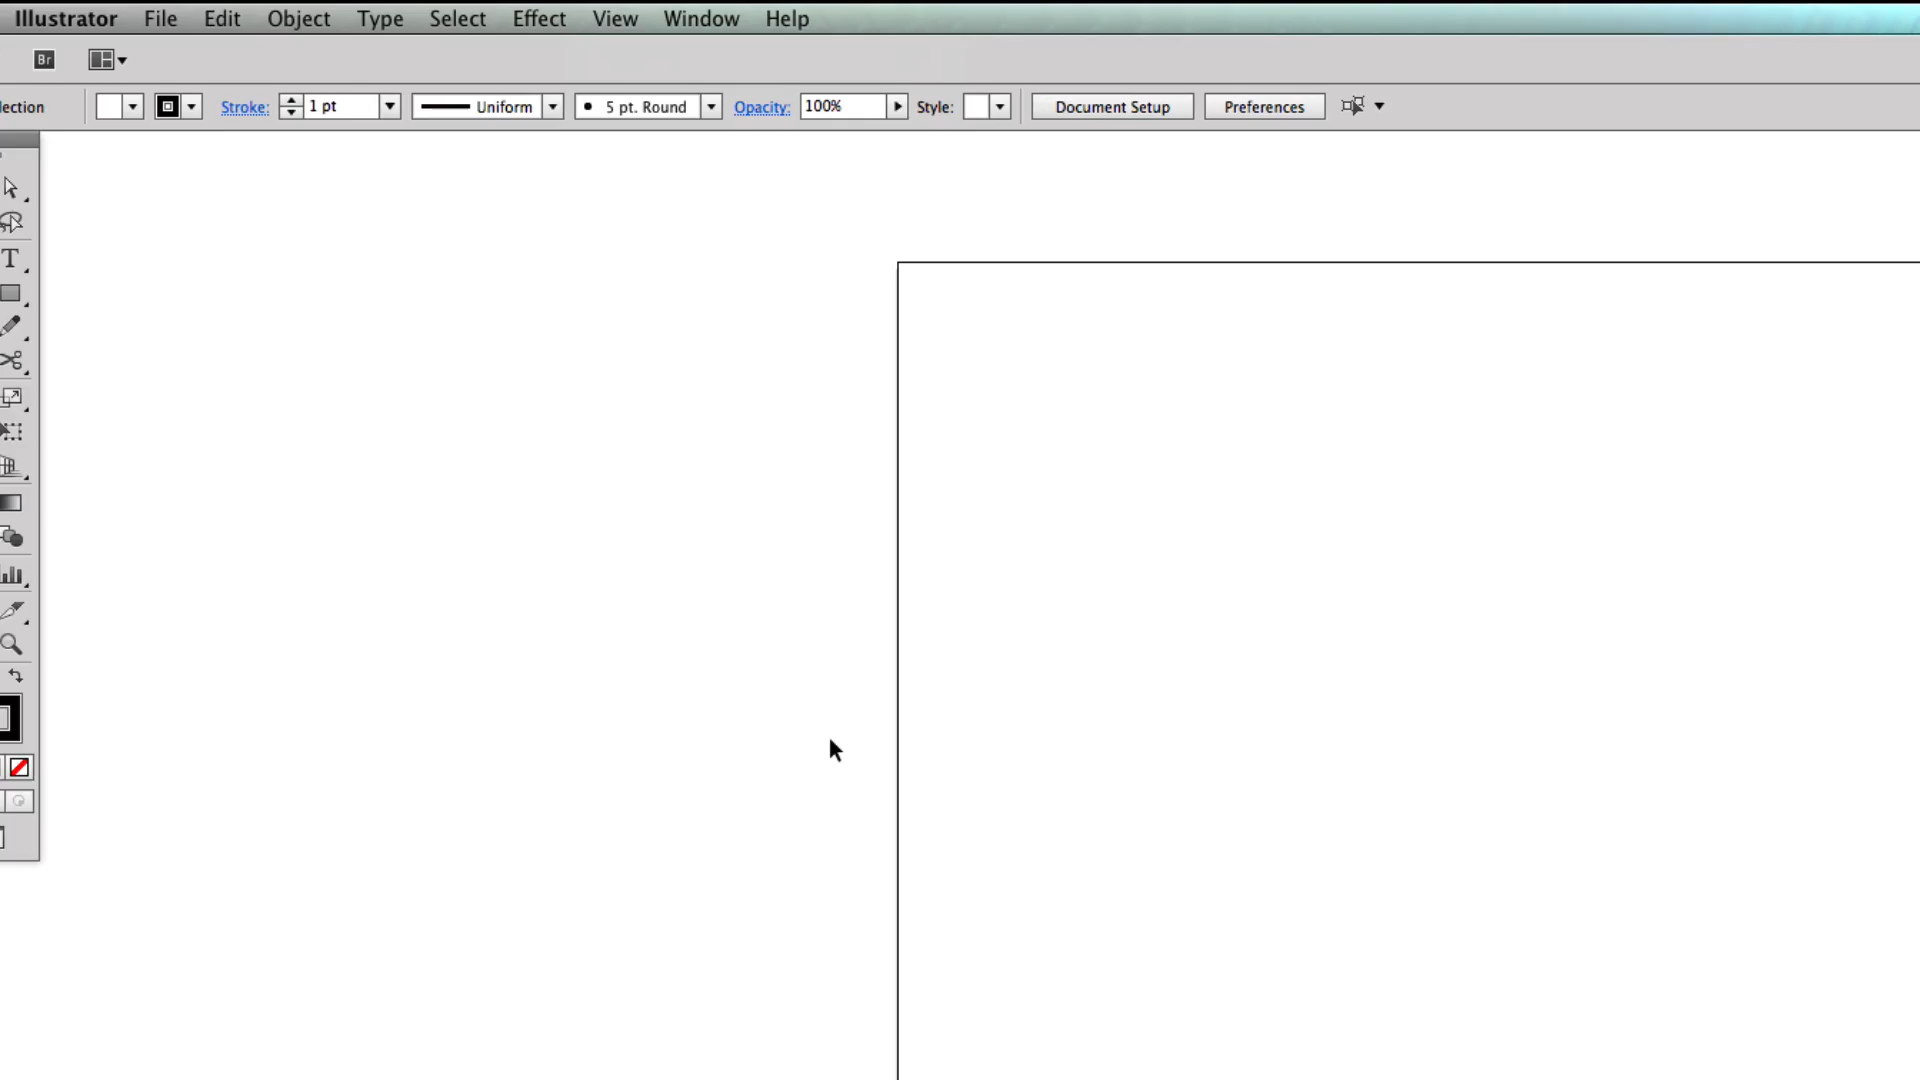 Illustrator File Edit Object Type Select Effect View Window Help
Br
lection Stroke: 1 pt Uniform 5 pt. Round Opacity: 100% Style: Document Setup Preferences
T